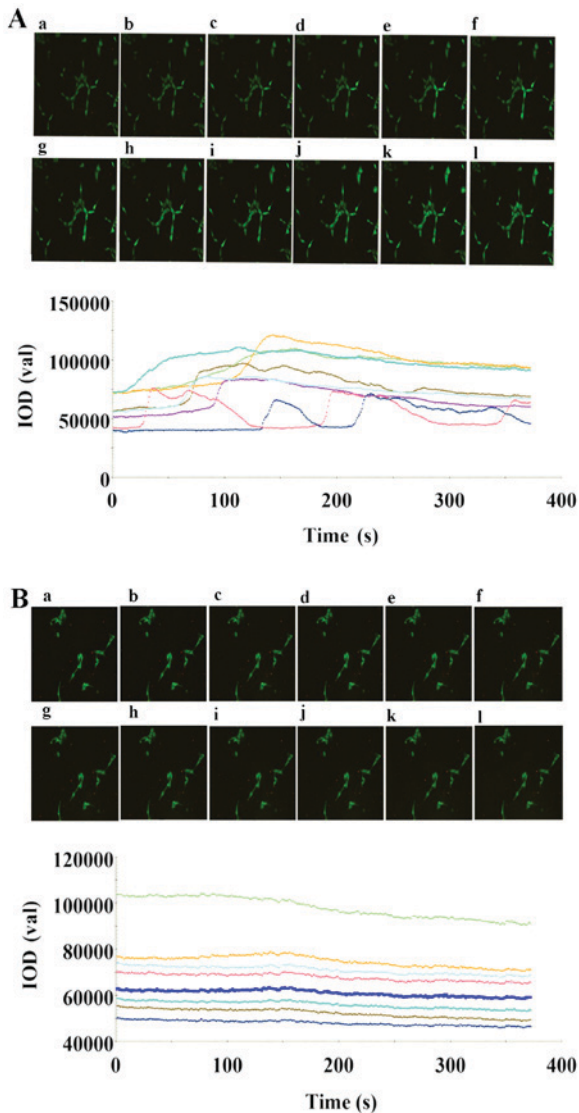 A
a b c d e f
g h i j k l
150000
100000
50000
0
IOD (val)
0 100 200 300 400
Time (s)
B
a b c d e f
g h i j k l
120000
100000
80000
60000
40000
IOD (val)
0 100 200 300 400
Time (s)